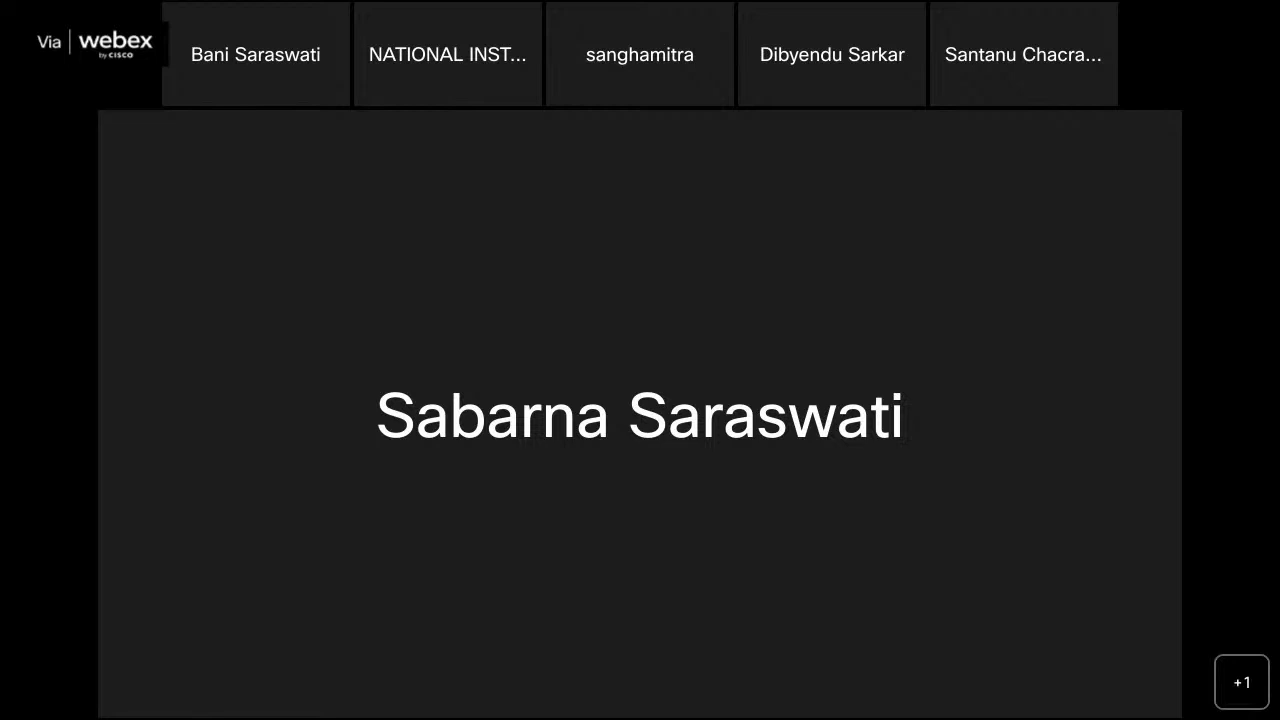 Via webex
by CISCO
Bani Saraswati
NATIONAL INST...
sanghamitra
Dibyendu Sarkar
Santanu Chacra...
Sabarna Saraswati
+1